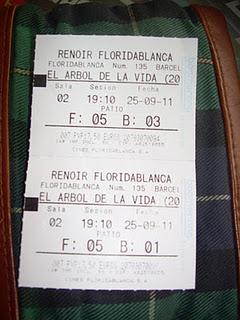 RENOIR FLORIDABLANCA
FLORIDABLANCA Num. 135 BARCEL
EL ARBOL DE LA VIDA (20
Sala Sesion Fecha
02 19:10 25-09-11
PATIO
F: 05 B: 03
CINES FLORIDABLANCA S.A
RENOIR FLORIDABLANCA
FLORIDABLANCA Num. 135 BARCEL
EL ARBOL DE LA VIDA (20
Sala Sesion Fecha
02 19:10 25-09-11
PATIO
F: 05 B: 01
CINES FLORIDABLANCA S.A